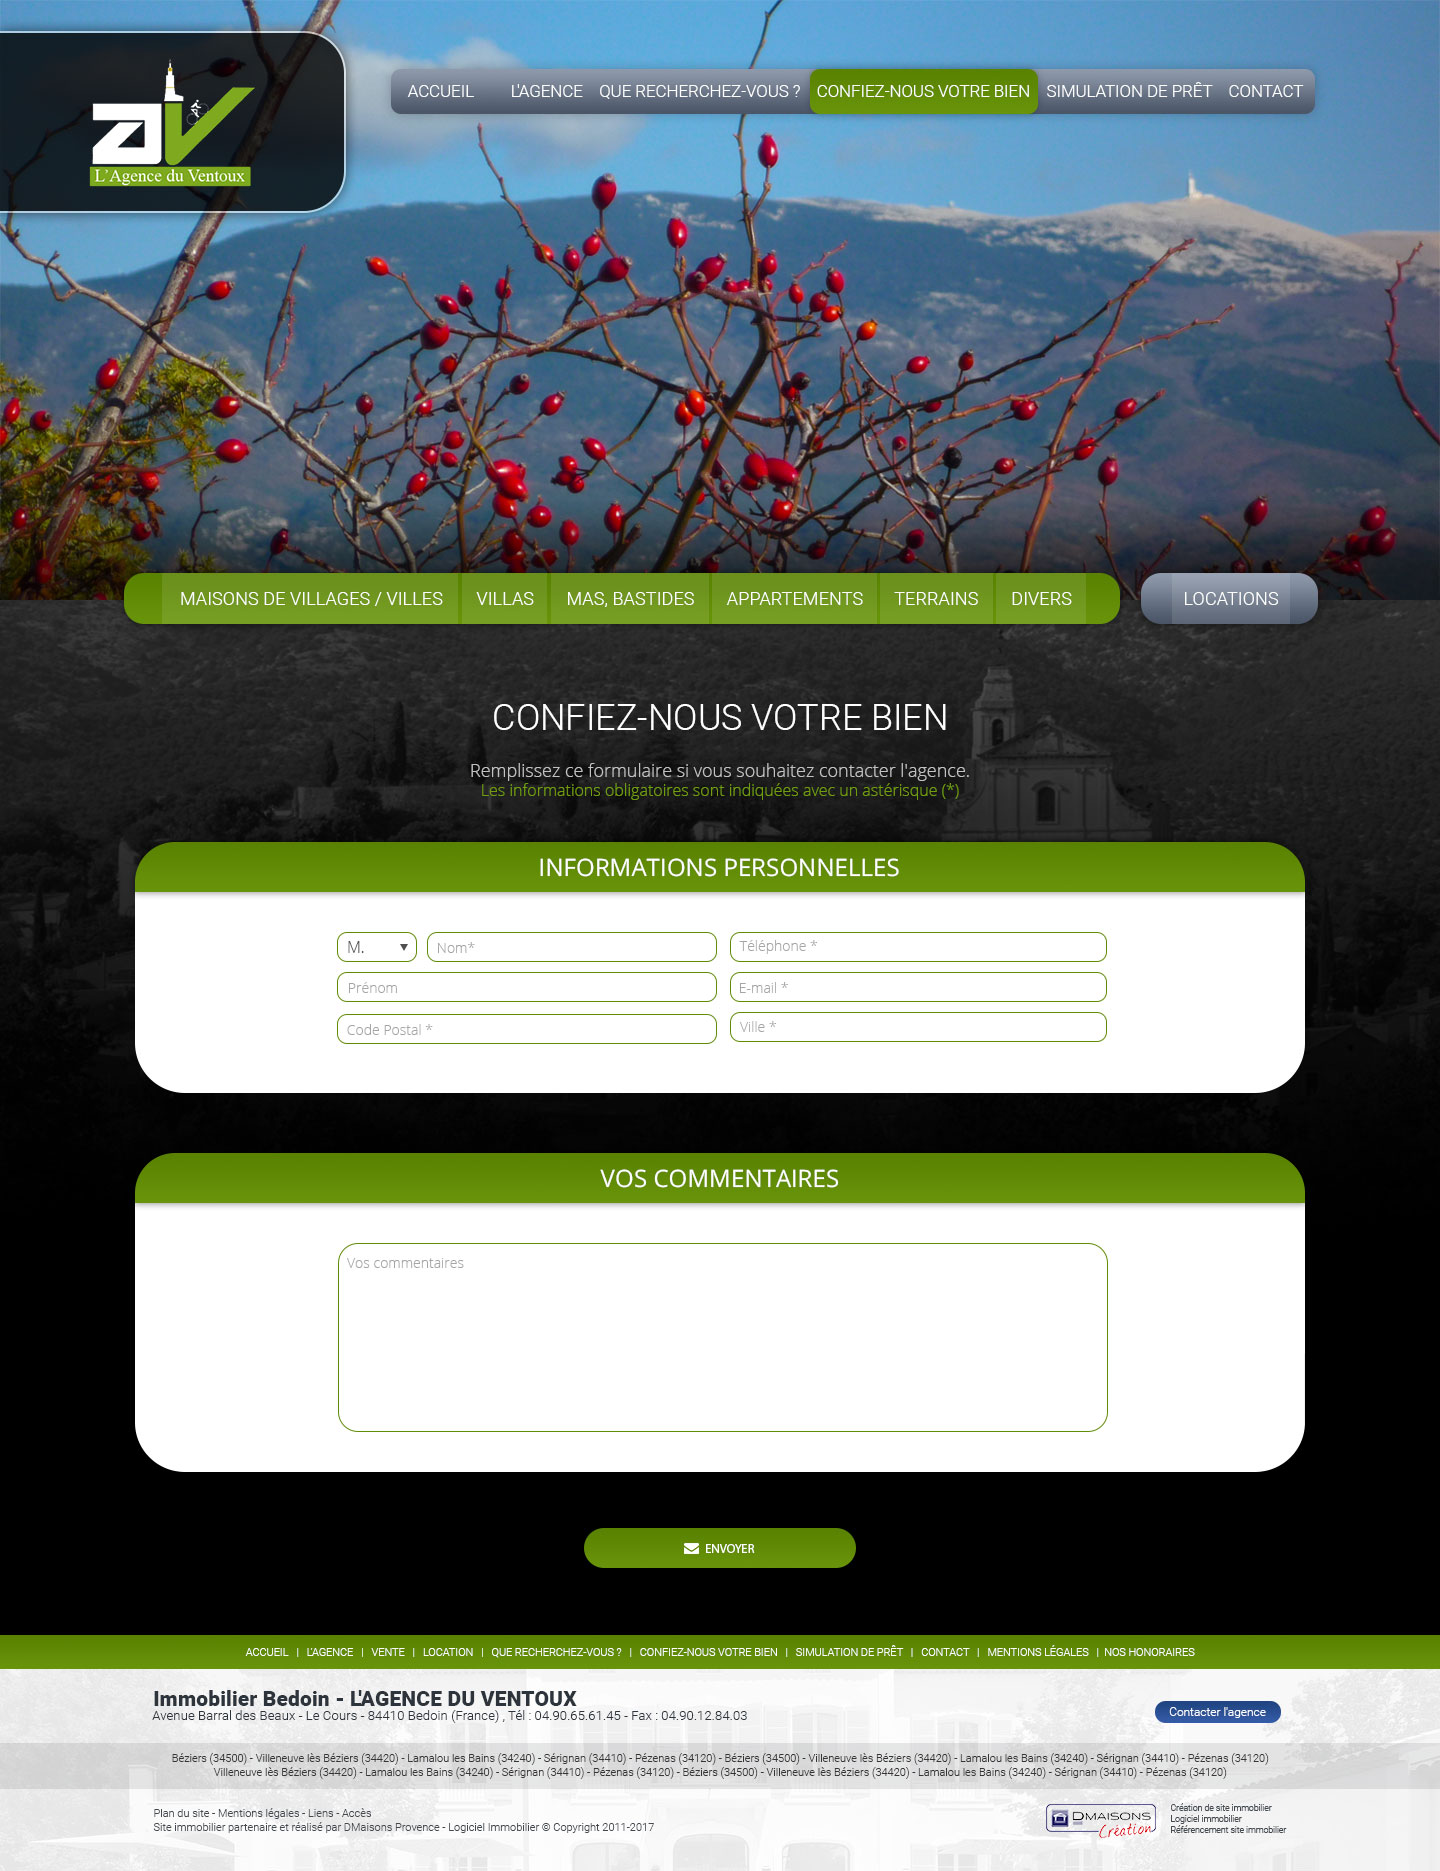 aV
L'Agence du Ventoux
ACCUEIL L'AGENCE QUE RECHERCHEZ-VOUS ? CONFIEZ-NOUS VOTRE BIEN SIMULATION DE PRÊT CONTACT
MAISONS DE VILLAGES / VILLES VILLAS MAS, BASTIDES APPARTEMENTS TERRAINS DIVERS LOCATIONS
CONFIEZ-NOUS VOTRE BIEN
Remplissez ce formulaire si vous souhaitez contacter l'agence.
Les informations obligatoires sont indiquées avec un astérisque (*)
INFORMATIONS PERSONNELLES
M. Nom* Téléphone *
Prénom E-mail *
Code Postal * Ville *
VOS COMMENTAIRES
Vos commentaires
ENVOYER
ACCUEIL | L'AGENCE | VENTE | LOCATION | QUE RECHERCHEZ-VOUS ? | CONFIEZ-NOUS VOTRE BIEN | SIMULATION DE PRÊT | CONTACT | MENTIONS LÉGALES | NOS HONORAIRES
Immobilier Bedoin - L'AGENCE DU VENTOUX
Avenue Barral des Beaux - Le Cours - 84410 Bedoin (France) , Tél : 04.90.65.61.45 - Fax : 04.90.12.84.03
Contacter l'agence
Béziers (34500) - Villeneuve lès Béziers (34420) - Lamalou les Bains (34240) - Sérignan (34410) - Pézenas (34120) - Béziers (34500) - Villeneuve lès Béziers (34420) - Lamalou les Bains (34240) - Sérignan (34410) - Pézenas (34120)
Villeneuve lès Béziers (34420) - Lamalou les Bains (34240) - Sérignan (34410) - Pézenas (34120) - Béziers (34500) - Villeneuve lès Béziers (34420) - Lamalou les Bains (34240) - Sérignan (34410) - Pézenas (34120)
Plan du site - Mentions légales - Liens - Accès
Site immobilier partenaire et réalisé par DMaisons Provence - Logiciel Immobilier © Copyright 2011-2017
DMAISONS
Création
Création de site immobilier
Logiciel immobilier
Référencement site immobilier